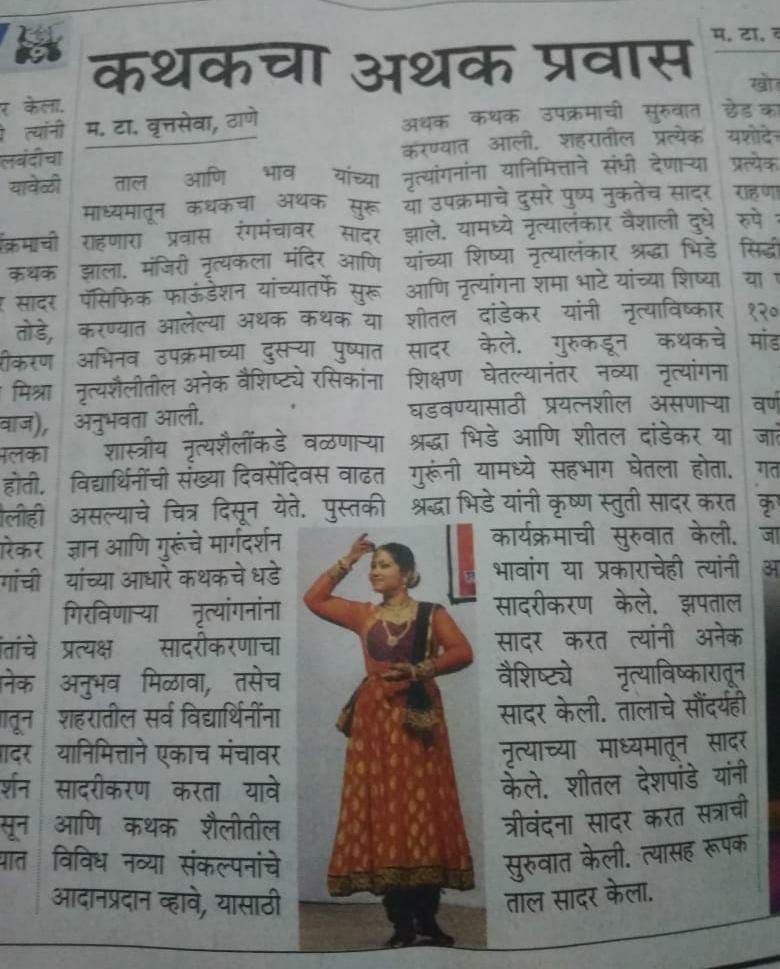 कथकचा अथक प्रवास
म. टा. वृत्तसेवा, ठाणे
ताल आणि भाव यांच्या
माध्यमातून कथकचा अथक सुरू
राहणारा प्रवास रंगमंचावर सादर
झाला. मंजिरी नृत्यकला मंदिर आणि
पॅसिफिक फाऊंडेशन यांच्यातर्फे सुरू
करण्यात आलेल्या अथक कथक या
अभिनव उपक्रमाच्या दुसऱ्या पुष्पात
नृत्यशैलीतील अनेक वैशिष्ट्ये रसिकांना
अनुभवता आली.
शास्त्रीय नृत्यशैलींकडे वळणाऱ्या
विद्यार्थिनींची संख्या दिवसेंदिवस वाढत
असल्याचे चित्र दिसून येते. पुस्तकी
ज्ञान आणि गुरूंचे मार्गदर्शन
यांच्या आधारे कथकचे धडे
गिरविणाऱ्या नृत्यांगनांना
प्रत्यक्ष सादरीकरणाचा
अनुभव मिळावा, तसेच
शहरातील सर्व विद्यार्थिनींना
यानिमित्ताने एकाच मंचावर
सादरीकरण करता यावे
आणि कथक शैलीतील
विविध नव्या संकल्पनांचे
आदानप्रदान व्हावे, यासाठी
अथक कथक उपक्रमाची सुरुवात
करण्यात आली. शहरातील प्रत्येक
नृत्यांगनांना यानिमित्ताने संधी देणाऱ्या
या उपक्रमाचे दुसरे पुष्प नुकतेच सादर
झाले. यामध्ये नृत्यालंकार वैशाली दुधे
यांच्या शिष्या नृत्यालंकार श्रद्धा भिडे
आणि नृत्यांगना शमा भाटे यांच्या शिष्या
शीतल दांडेकर यांनी नृत्याविष्कार
सादर केले. गुरुकडून कथकचे
शिक्षण घेतल्यानंतर नव्या नृत्यांगना
घडवण्यासाठी प्रयत्नशील असणाऱ्या
श्रद्धा भिडे आणि शीतल दांडेकर या
गुरूंनी यामध्ये सहभाग घेतला होता.
श्रद्धा भिडे यांनी कृष्ण स्तुती सादर करत
कार्यक्रमाची सुरुवात केली.
भावांग या प्रकाराचेही त्यांनी
सादरीकरण केले. झपताल
सादर करत त्यांनी अनेक
वैशिष्ट्ये नृत्याविष्कारातून
सादर केली. तालाचे सौंदर्यही
नृत्याच्या माध्यमातून सादर
केले. शीतल देशपांडे यांनी
त्रीवंदना सादर करत सत्राची
सुरुवात केली. त्यासह रूपक
ताल सादर केला.